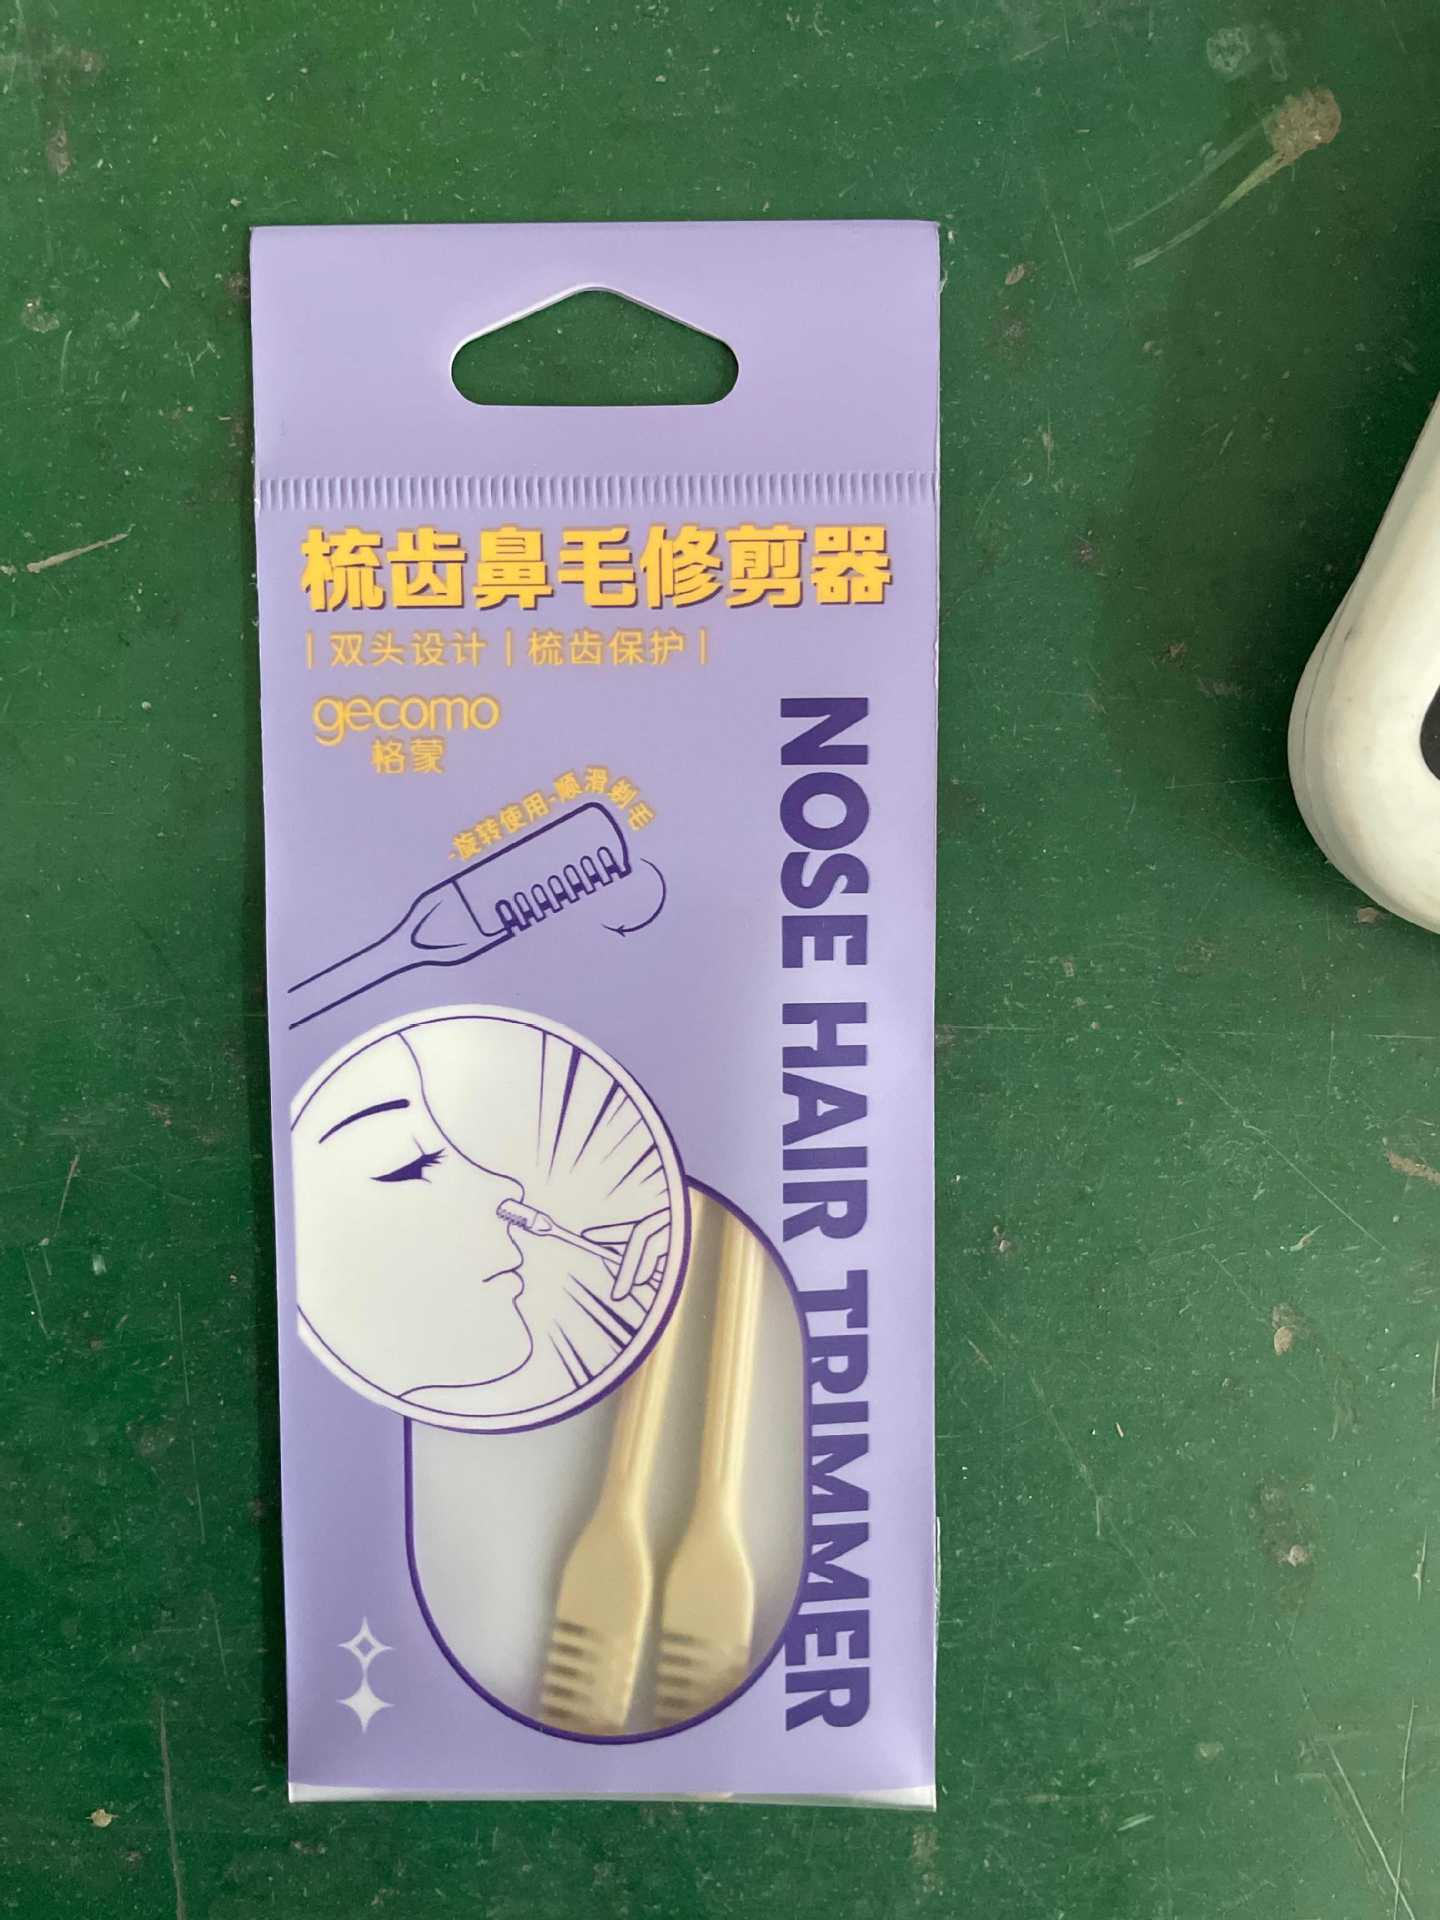 梳齿鼻毛修剪器
|双头设计|梳齿保护|
gecomo
格蒙
-旋转使用-顺滑剃毛
NOSE HAIR TRIMMER